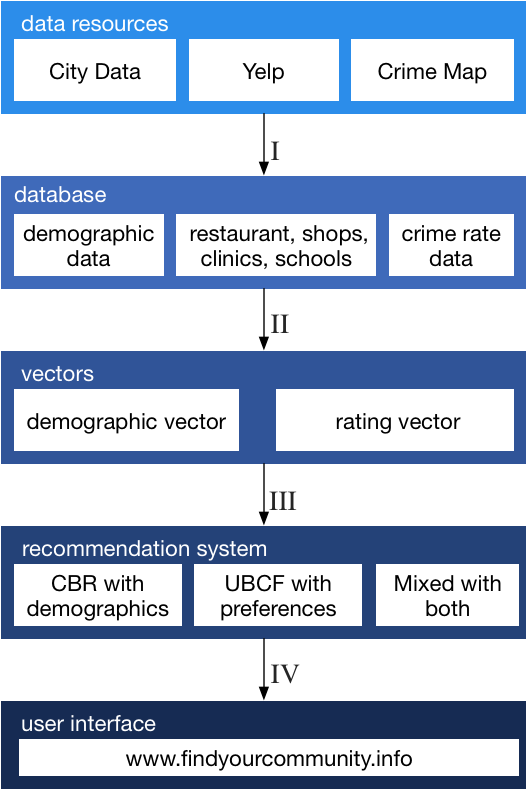 data resources
City Data
Yelp
Crime Map
I
database
demographic
data
restaurant, shops,
clinics, schools
crime rate
data
II
vectors
demographic vector
rating vector
III
recommendation system
CBR with
demographics
UBCF with
preferences
Mixed with
both
IV
user interface
www.findyourcommunity.info